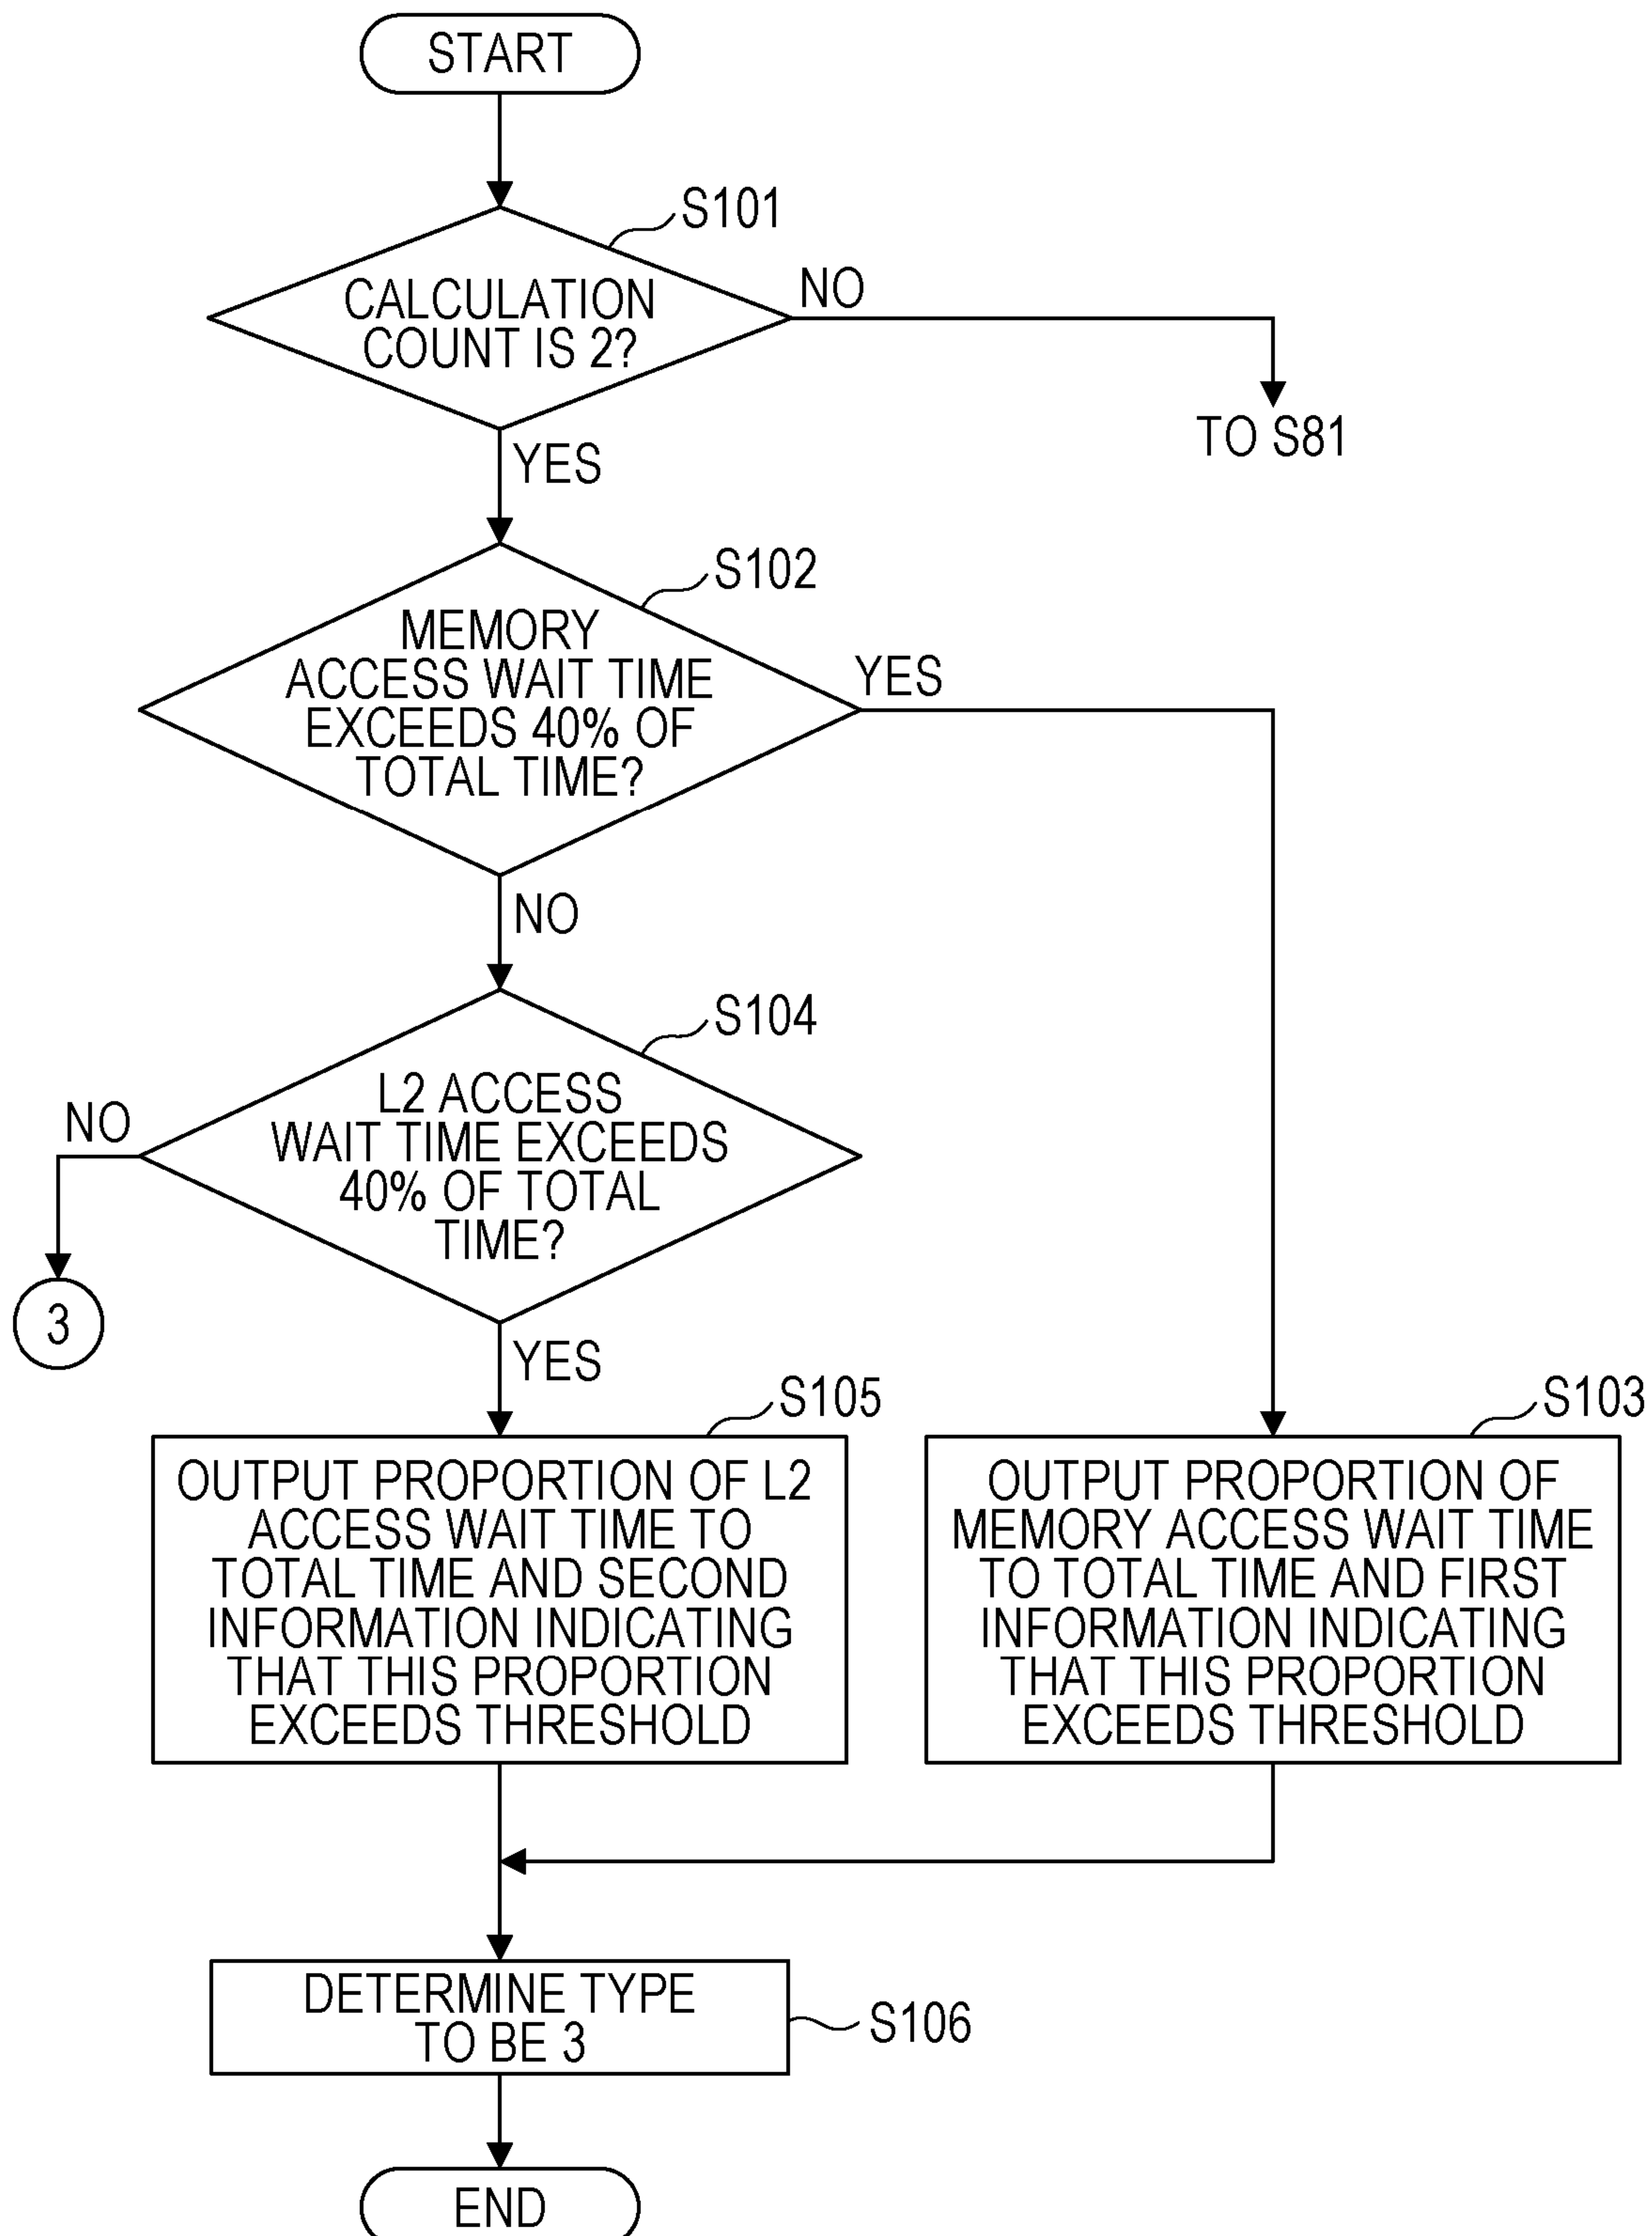 START
S101
CALCULATION
COUNT IS 2?
NO
TO S81
YES
S102
MEMORY
ACCESS WAIT TIME
EXCEEDS 40% OF
TOTAL TIME?
YES
NO
S104
L2 ACCESS
WAIT TIME EXCEEDS
40% OF TOTAL
TIME?
NO
3
YES
S105
OUTPUT PROPORTION OF L2
ACCESS WAIT TIME TO
TOTAL TIME AND SECOND
INFORMATION INDICATING
THAT THIS PROPORTION
EXCEEDS THRESHOLD
S103
OUTPUT PROPORTION OF
MEMORY ACCESS WAIT TIME
TO TOTAL TIME AND FIRST
INFORMATION INDICATING
THAT THIS PROPORTION
EXCEEDS THRESHOLD
DETERMINE TYPE
TO BE 3
S106
END